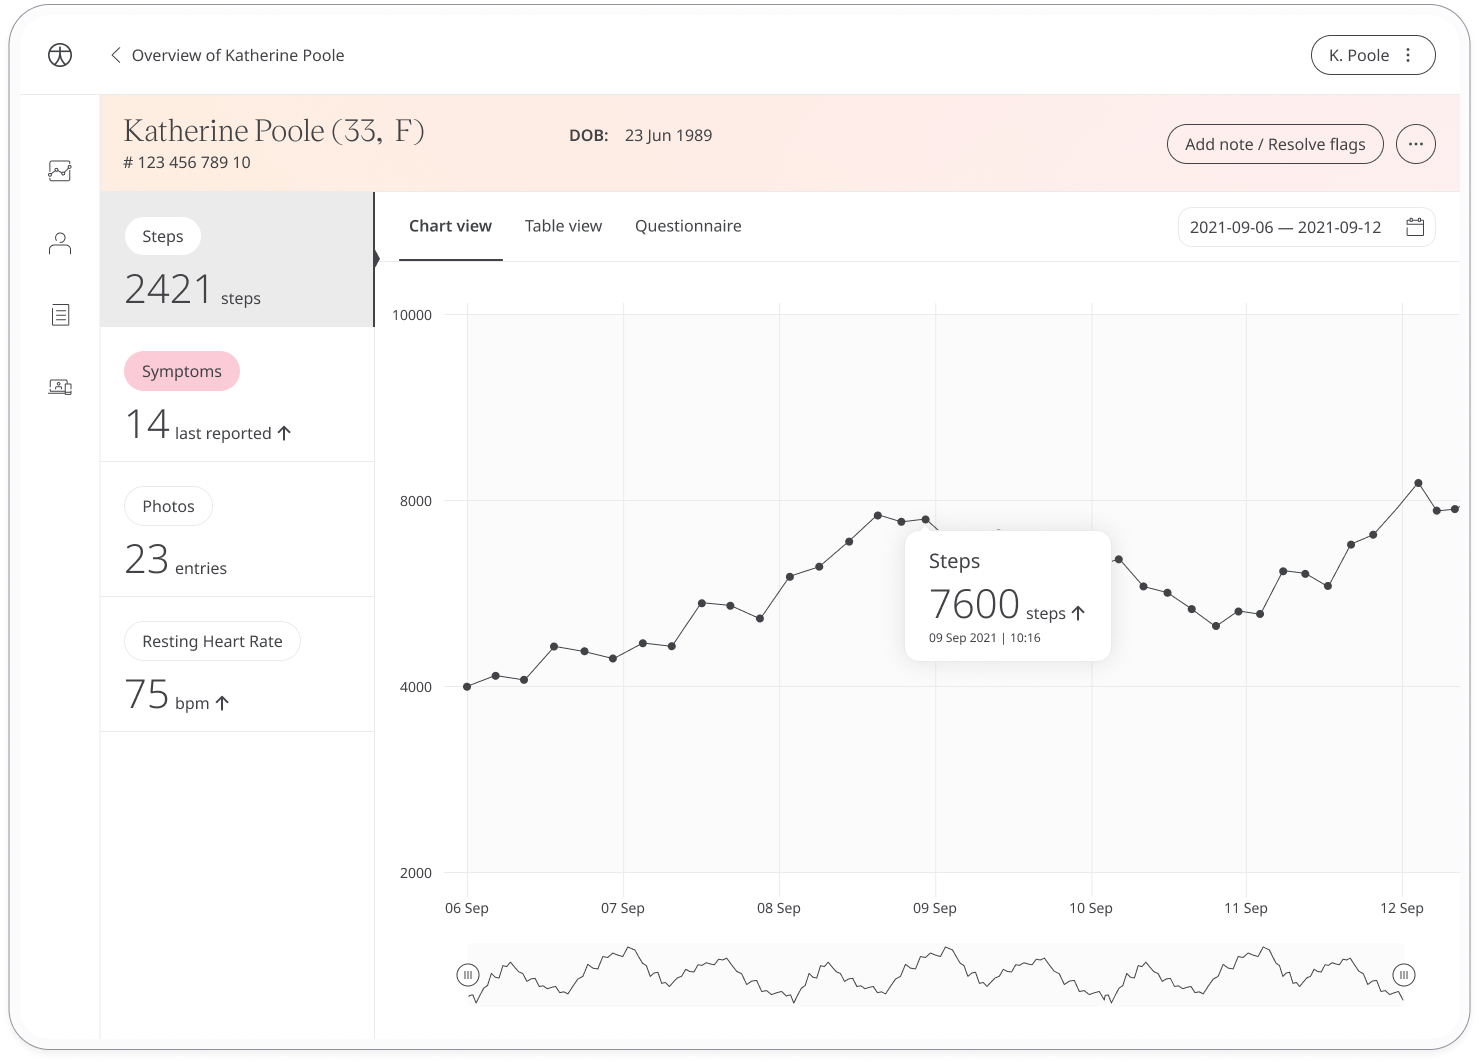 Overview of Katherine Poole
K. Poole
Katherine Poole (33, F)
# 123 456 789 10
DOB: 23 Jun 1989
Add note / Resolve flags
Steps
2421 steps
Symptoms
14 last reported
Photos
23 entries
Resting Heart Rate
75 bpm
Chart view Table view Questionnaire
2021-09-06 — 2021-09-12
10000
8000
4000
2000
Steps
7600 steps
09 Sep 2021 | 10:16
06 Sep 07 Sep 08 Sep 09 Sep 10 Sep 11 Sep 12 Sep